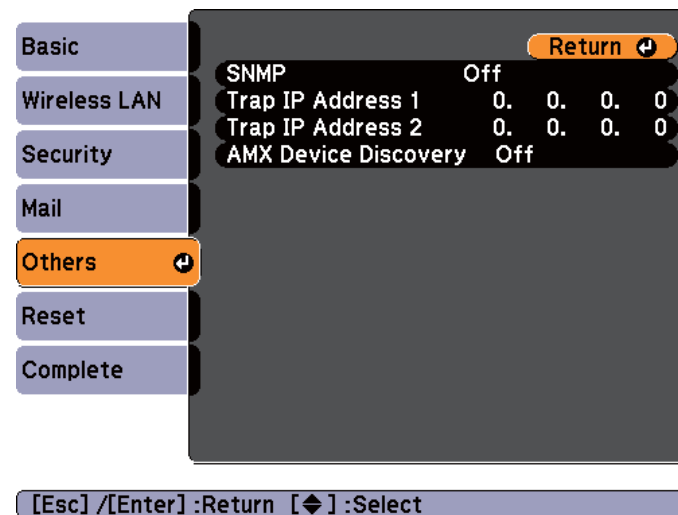 Basic
Wireless LAN
Security
Mail
Others
Reset
Complete
Return
SNMP Off
Trap IP Address 1 0. 0. 0. 0
Trap IP Address 2 0. 0. 0. 0
AMX Device Discovery Off
[Esc] /[Enter] :Return [◆] :Select